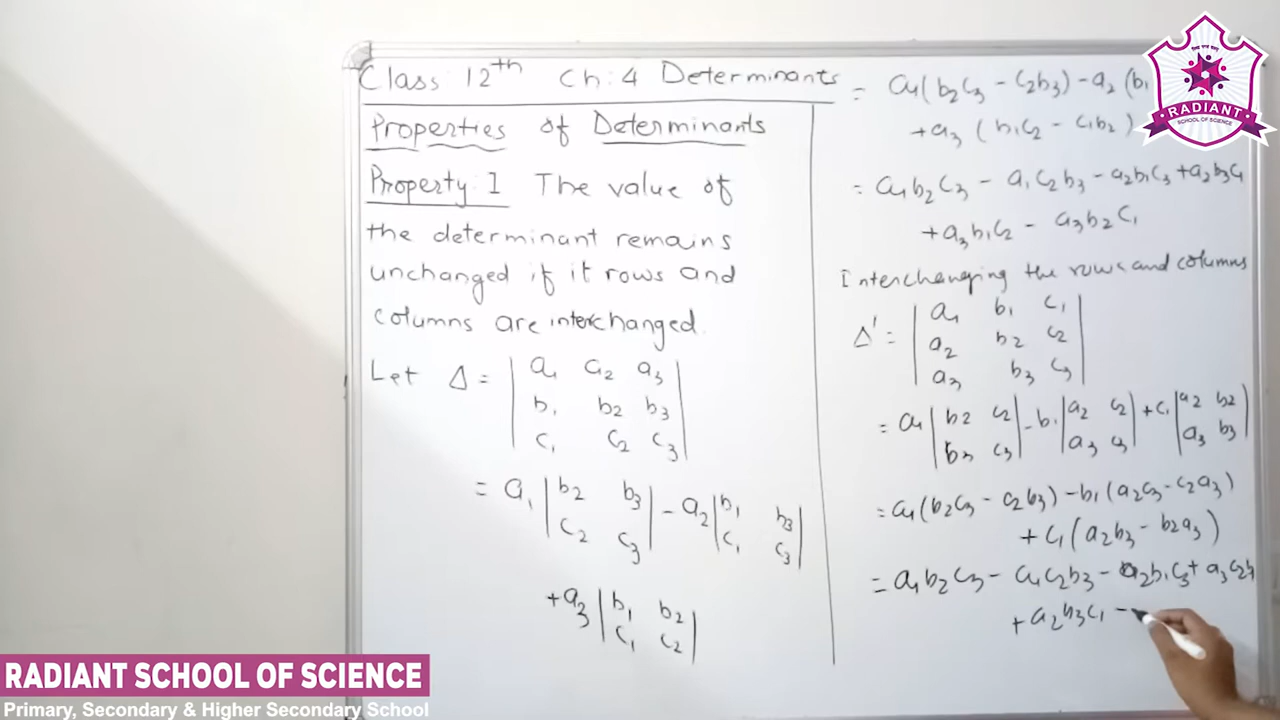 Class 12th Ch: 4 Determinants
Properties of Determinants
Property: 1 The value of
the determinant remains
unchanged if it rows and
columns are interchanged.
Let Δ = | a₁ a₂ a₃ |
| b₁ b₂ b₃ |
| c₁ c₂ c₃ |
= a₁ | b₂ b₃ | - a₂ | b₁ b₃ |
| c₂ c₃ | | c₁ c₃ |
+a₃ | b₁ b₂ |
| c₁ c₂ |
= a₁(b₂c₃ - c₂b₃) - a₂(b₁
+a₃(b₁c₂ - c₁b₂)
= a₁b₂c₃ - a₁c₂b₃ - a₂b₁c₃ + a₂b₃c₁
+a₃b₁c₂ - a₃b₂c₁
Interchanging the rows and columns
Δ' = | a₁ b₁ c₁ |
| a₂ b₂ c₂ |
| a₃ b₃ c₃ |
= a₁ | b₂ c₂ | - b₁ | a₂ c₂ | + c₁ | a₂ b₂ |
| b₃ c₃ | | a₃ c₃ | | a₃ b₃ |
= a₁(b₂c₃ - c₂b₃) - b₁(a₂c₃ - c₂a₃)
+ c₁(a₂b₃ - b₂a₃)
= a₁b₂c₃ - a₁c₂b₃ - a₂b₁c₃ + a₃c₂b₁
+ a₂b₃c₁ -
RADIANT
SCHOOL OF SCIENCE
RADIANT SCHOOL OF SCIENCE
Primary, Secondary & Higher Secondary School